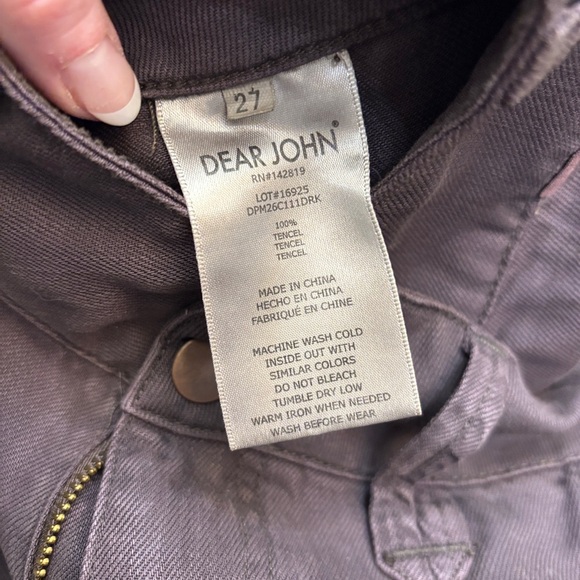 27
DEAR JOHN®
RN#142819
LOT#16925
DPM26C111DRK
100%
TENCEL
TENCEL
TENCEL
MADE IN CHINA
HECHO EN CHINA
FABRIQUÉ EN CHINE
MACHINE WASH COLD
INSIDE OUT WITH
SIMILAR COLORS
DO NOT BLEACH
TUMBLE DRY LOW
WARM IRON WHEN NEEDED
WASH BEFORE WEAR